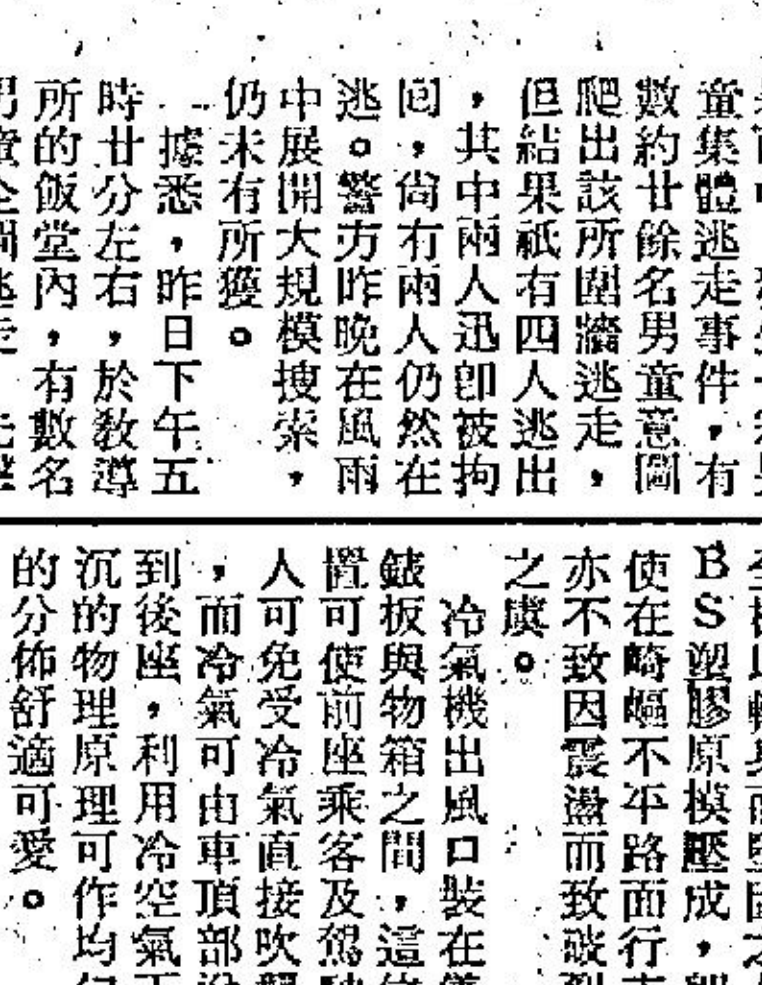 童集體逃走事件，有
數約廿餘名男童意圖
爬出該所圍牆逃走，
但結果祇有四人逃出
，其中兩人迅即被拘
回，尚有兩人仍然在
逃。警方昨晚在風雨
中展開大規模搜索，
仍未有所獲。
據悉，昨日下午五
時廿分左右，於敎導
所的飯堂內，有數名
BS塑膠原模壓成，
使在崎嶇不平路面行
亦不致因震盪而致破
之虞。
冷氣機出風口裝在
錶板與物箱之間，這
置可使前座乘客及駕
人可免受冷氣直接吹
，而冷氣可由車頂部
到後座，利用冷空氣
沉的物理原理可作均
的分佈舒適可愛。